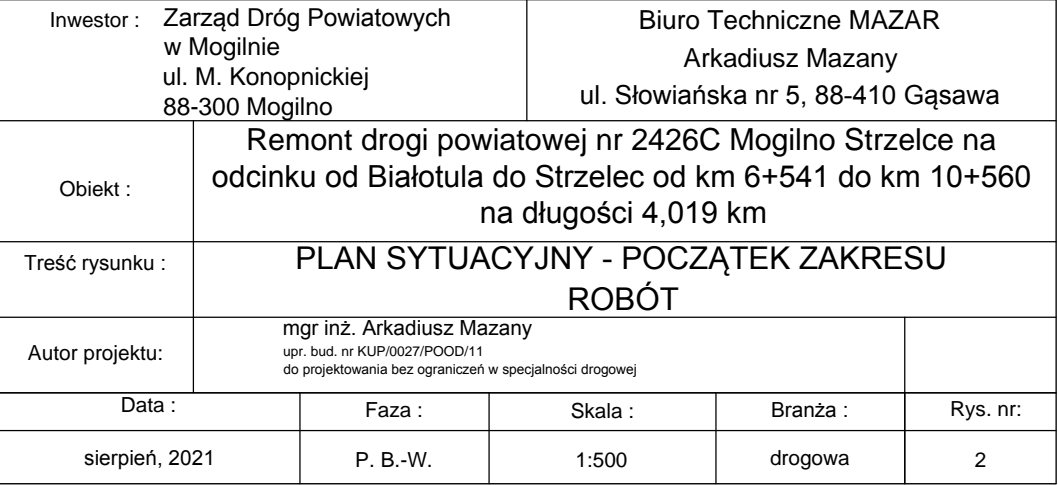 Inwestor : Zarząd Dróg Powiatowych
w Mogilnie
ul. M. Konopnickiej
88-300 Mogilno
Biuro Techniczne MAZAR
Arkadiusz Mazany
ul. Słowiańska nr 5, 88-410 Gąsawa
Obiekt :
Remont drogi powiatowej nr 2426C Mogilno Strzelce na
odcinku od Białotula do Strzelec od km 6+541 do km 10+560
na długości 4,019 km
Treść rysunku :
PLAN SYTUACYJNY - POCZĄTEK ZAKRESU
ROBÓT
Autor projektu:
mgr inż. Arkadiusz Mazany
upr. bud. nr KUP/0027/POOD/11
do projektowania bez ograniczeń w specjalności drogowej
Data : Faza : Skala : Branża : Rys. nr:
sierpień, 2021 P. B.-W. 1:500 drogowa 2